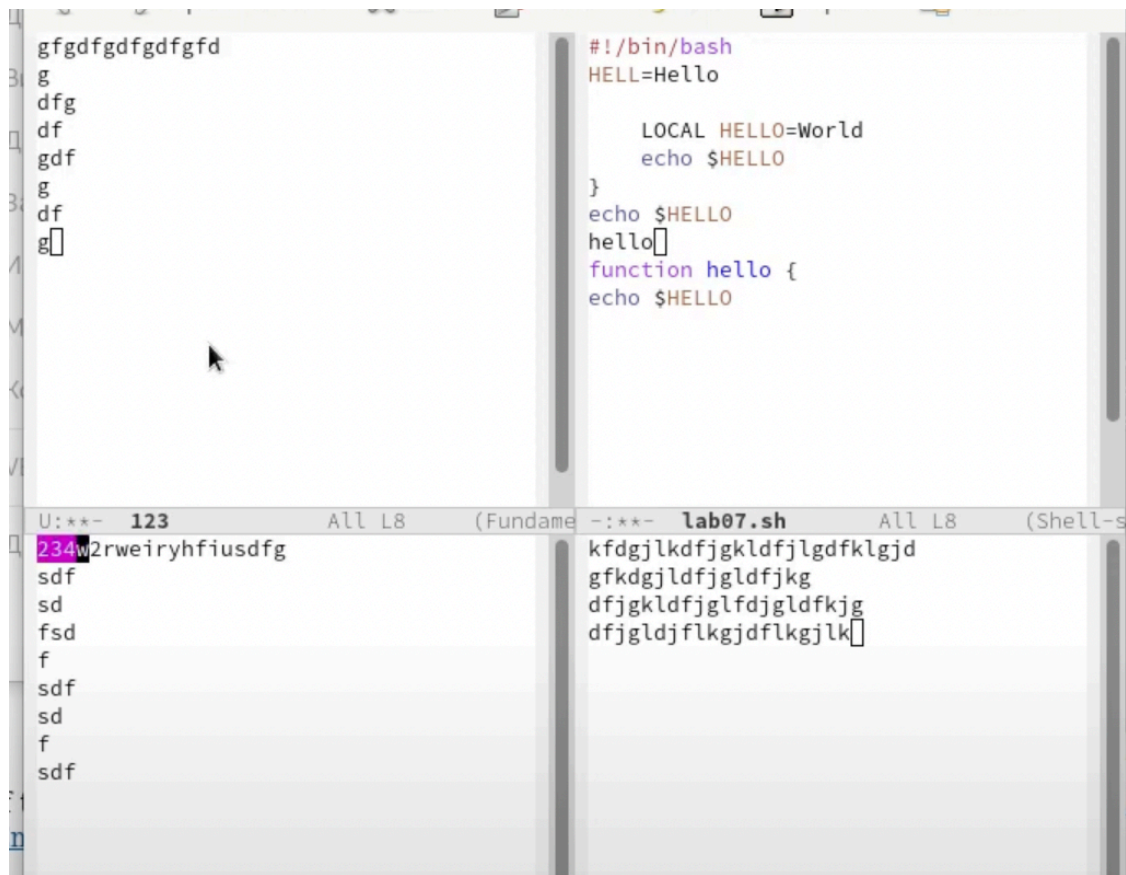 gfgdfgdfgdfgfd
g
dfg
df
gdf
g
df
g
U:**-  123            All L8     (Fundame
#!/bin/bash
HELL=Hello
    LOCAL HELLO=World
    echo $HELLO
}
echo $HELLO
hello
function hello {
echo $HELLO
-:**-  lab07.sh       All L8     (Shell-s
234w2rweiryhfiusdfg
sdf
sd
fsd
f
sdf
sd
f
sdf
kfdgjlkdfjgkldfjlgdfklgjd
gfkdgjldfjgldfjkg
dfjgkldfjglfdjgldfkjg
dfjgldjflkgjdflkgjlk